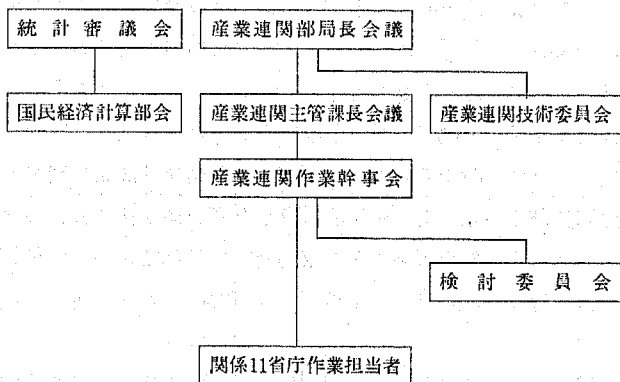 統計審議会
産業連関部局長会議
国民経済計算部会
産業連関主管課長会議
産業連関技術委員会
産業連関作業幹事会
検討委員会
関係11省庁作業担当者